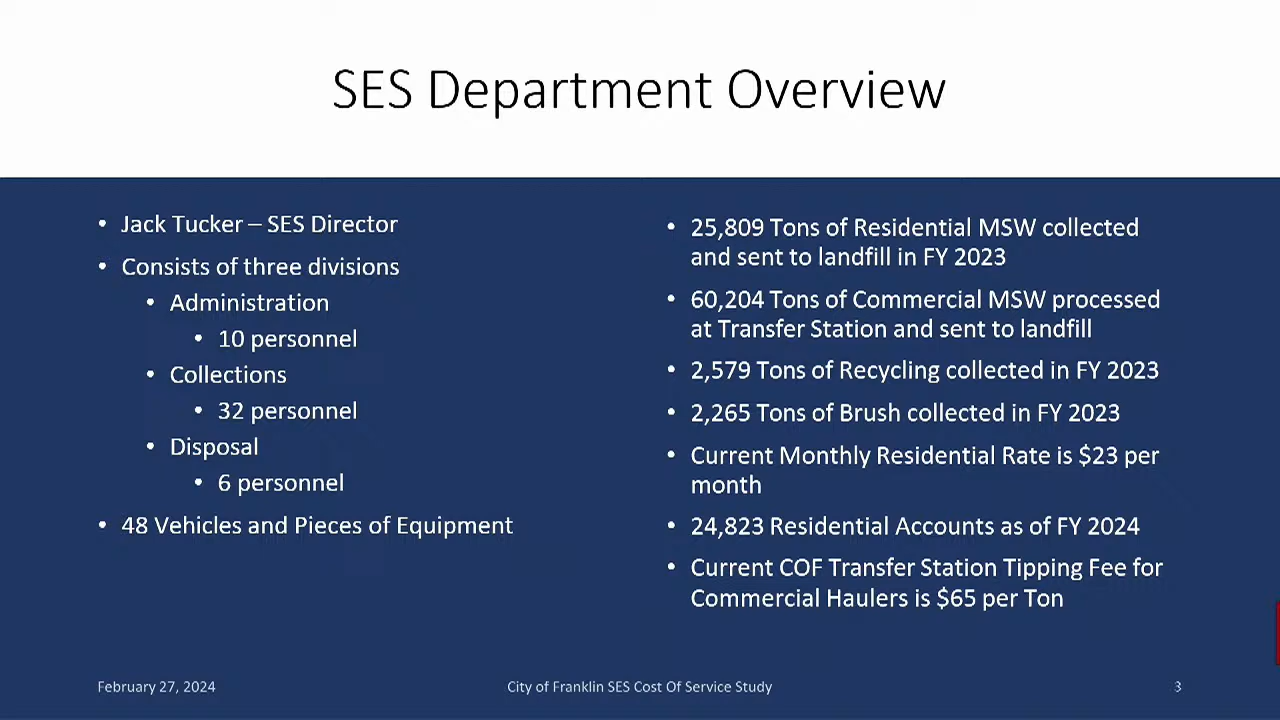 SES Department Overview
• Jack Tucker – SES Director
• Consists of three divisions
• Administration
• 10 personnel
• Collections
• 32 personnel
• Disposal
• 6 personnel
• 48 Vehicles and Pieces of Equipment
• 25,809 Tons of Residential MSW collected
and sent to landfill in FY 2023
• 60,204 Tons of Commercial MSW processed
at Transfer Station and sent to landfill
• 2,579 Tons of Recycling collected in FY 2023
• 2,265 Tons of Brush collected in FY 2023
• Current Monthly Residential Rate is $23 per
month
• 24,823 Residential Accounts as of FY 2024
• Current COF Transfer Station Tipping Fee for
Commercial Haulers is $65 per Ton
February 27, 2024
City of Franklin SES Cost Of Service Study
3